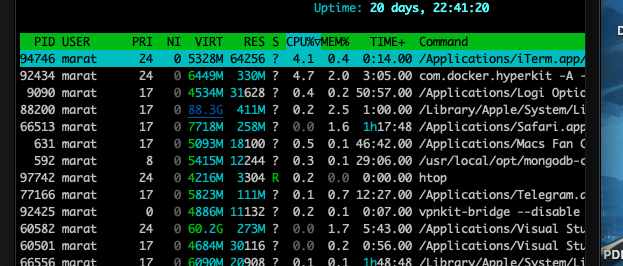 Uptime: 20 days, 22:41:20
PID USER PRI NI VIRT RES S CPU%▽MEM% TIME+ Command
94746 marat 24 0 5328M 64256 ? 4.1 0.4 0:14.00 /Applications/iTerm.app/
92434 marat 24 0 6449M 330M ? 4.7 2.0 3:05.00 com.docker.hyperkit -A -
9090 marat 17 0 4534M 31628 ? 0.4 0.2 50:57.00 /Applications/Logi Optio
88200 marat 17 0 88.3G 411M ? 0.2 2.5 1:00.00 /Library/Apple/System/Li
66513 marat 17 0 7718M 258M ? 0.0 1.6 1h17:48 /Applications/Safari.app
631 marat 17 0 5093M 18100 ? 0.5 0.1 46:42.00 /Applications/Macs Fan C
592 marat 8 0 5415M 12244 ? 0.3 0.1 29:06.00 /usr/local/opt/mongodb-c
97742 marat 24 0 4216M 3304 R 0.2 0.0 0:00.00 htop
77166 marat 17 0 5823M 111M ? 0.1 0.7 12:27.00 /Applications/Telegram.a
92425 marat 0 0 4886M 11132 ? 0.2 0.1 0:07.00 vpnkit-bridge --disable
60582 marat 24 0 60.2G 273M ? 0.0 1.7 5:43.00 /Applications/Visual Stu
60501 marat 17 0 4684M 30116 ? 0.0 0.2 0:56.00 /Applications/Visual Stu
66556 marat 17 0 6090M 20908 ? 0.1 0.1 1h48:48 /Library/Apple/System/Li